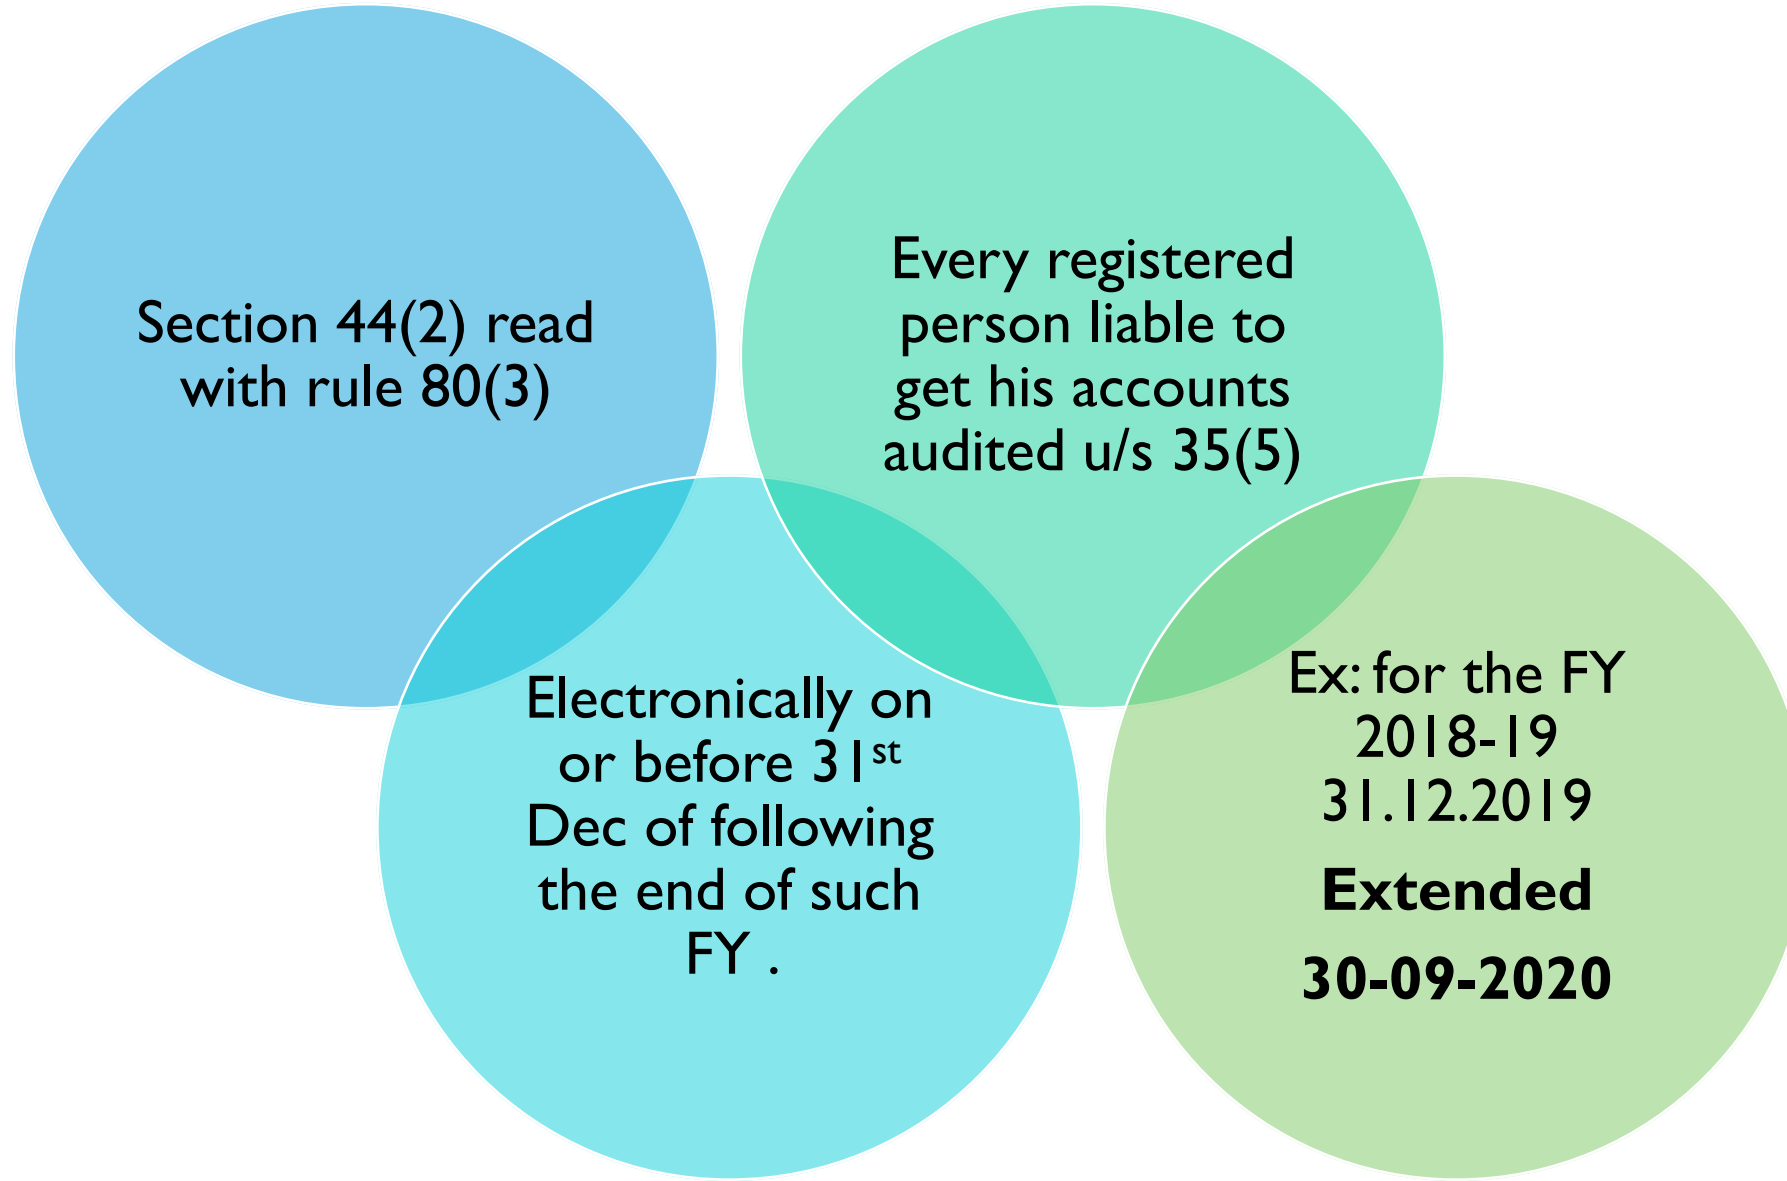 Section 44(2) read
with rule 80(3)
Every registered
person liable to
get his accounts
audited u/s 35(5)
Electronically on
or before 31st
Dec of following
the end of such
FY .
Ex: for the FY
2018-19
31.12.2019
Extended
30-09-2020